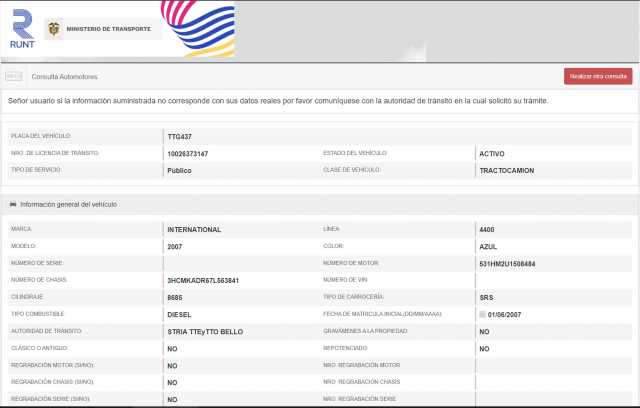 RUNT
MINISTERIO DE TRANSPORTE
Consulta Automotores
Realizar otra consulta
Señor usuario si la información suministrada no corresponde con sus datos reales por favor comuníquese con la autoridad de tránsito en la cual solicitó su trámite.
PLACA DEL VEHÍCULO: TTG437
NRO. DE LICENCIA DE TRÁNSITO: 10026373147 ESTADO DEL VEHÍCULO: ACTIVO
TIPO DE SERVICIO: Público CLASE DE VEHÍCULO: TRACTOCAMION
Información general del vehículo
MARCA: INTERNATIONAL LÍNEA: 4400
MODELO: 2007 COLOR: AZUL
NÚMERO DE SERIE: NÚMERO DE MOTOR: 531HM2U1508484
NÚMERO DE CHASIS: 3HCMKADR67L563841 NÚMERO DE VIN:
CILINDRAJE: 8685 TIPO DE CARROCERÍA: SRS
TIPO COMBUSTIBLE: DIESEL FECHA DE MATRICULA INICIAL(DD/MM/AAAA): 01/06/2007
AUTORIDAD DE TRÁNSITO: STRIA TTEyTTO BELLO GRAVÁMENES A LA PROPIEDAD: NO
CLÁSICO O ANTIGUO: NO REPOTENCIADO: NO
REGRABACIÓN MOTOR (SI/NO): NO NRO. REGRABACIÓN MOTOR
REGRABACIÓN CHASIS (SI/NO): NO NRO. REGRABACIÓN CHASIS
REGRABACIÓN SERIE (SI/NO): NO NRO. REGRABACIÓN SERIE